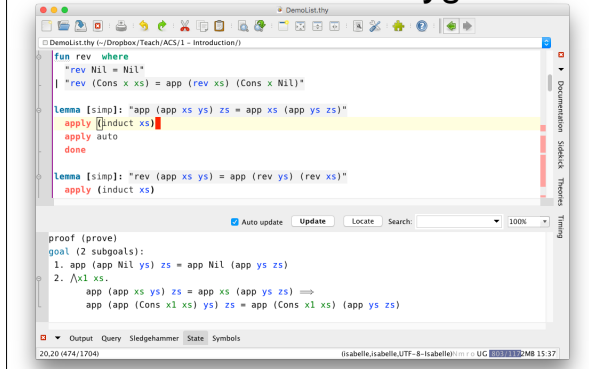 DemoList.thy
DemoList.thy (~/Dropbox/Teach/ACS/1 – Introduction/)
fun rev where
"rev Nil = Nil"
| "rev (Cons x xs) = app (rev xs) (Cons x Nil)"
lemma [simp]: "app (app xs ys) zs = app xs (app ys zs)"
apply (induct xs)
apply auto
done
lemma [simp]: "rev (app xs ys) = app (rev ys) (rev xs)"
apply (induct xs)
Documentation
Sidekick
Theories
Timing
Auto update Update Locate Search: 100%
proof (prove)
goal (2 subgoals):
1. app (app Nil ys) zs = app Nil (app ys zs)
2. ⋀x1 xs.
app (app xs ys) zs = app xs (app ys zs) ⟹
app (app (Cons x1 xs) ys) zs = app (Cons x1 xs) (app ys zs)
Output Query Sledgehammer State Symbols
20,20 (474/1704) (isabelle,isabelle,UTF-8-Isabelle)N m r o UG MB 15:37